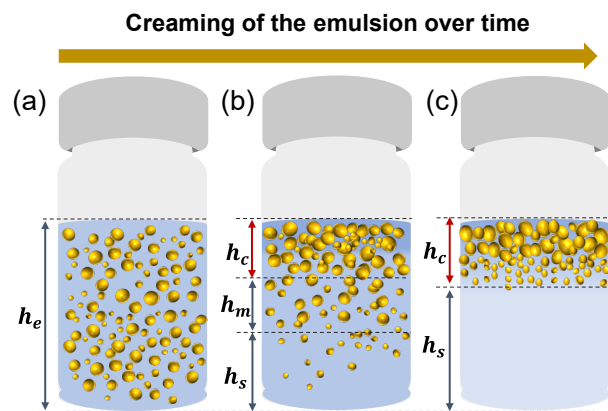 Creaming of the emulsion over time
(a)
(b)
(c)
h_e
h_c
h_m
h_s
h_c
h_s